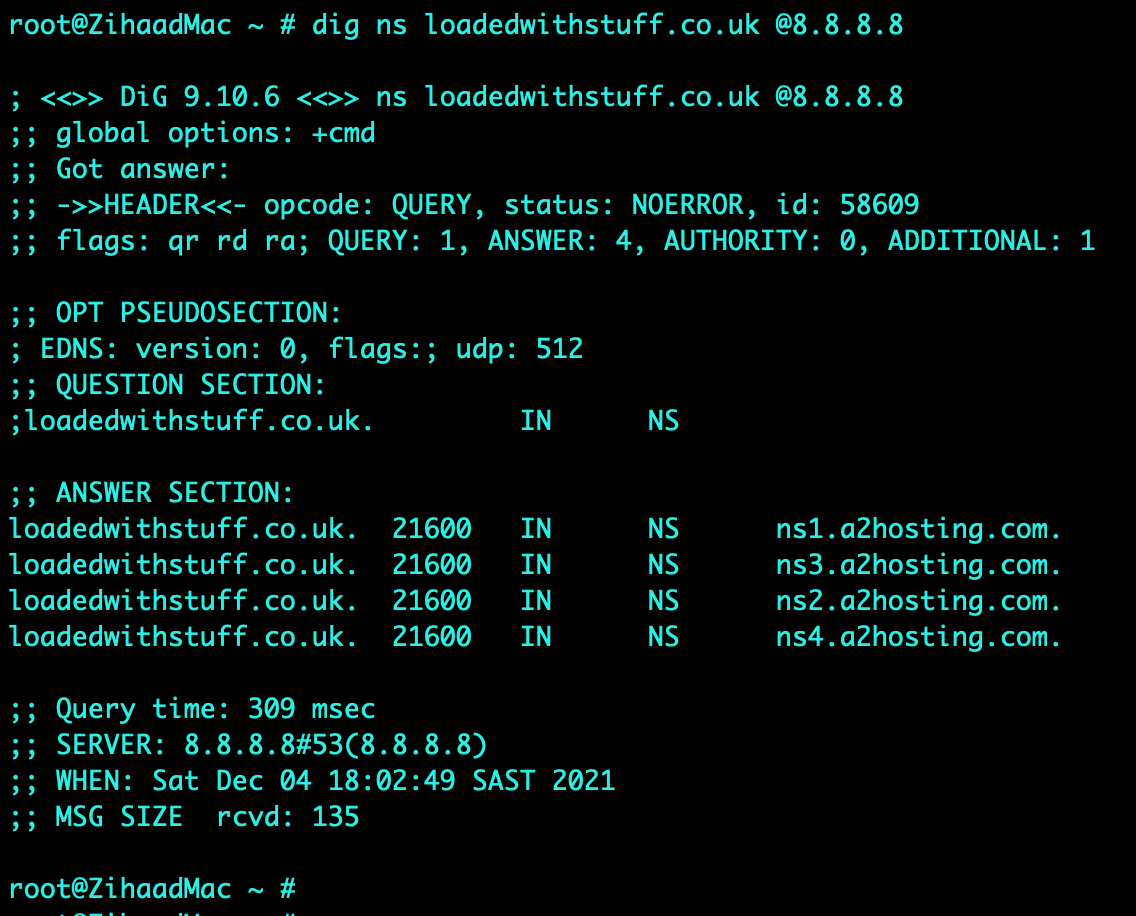 root@ZihaadMac ~ # dig ns loadedwithstuff.co.uk @8.8.8.8
; <<>> DiG 9.10.6 <<>> ns loadedwithstuff.co.uk @8.8.8.8
;; global options: +cmd
;; Got answer:
;; ->>HEADER<<- opcode: QUERY, status: NOERROR, id: 58609
;; flags: qr rd ra; QUERY: 1, ANSWER: 4, AUTHORITY: 0, ADDITIONAL: 1
;; OPT PSEUDOSECTION:
; EDNS: version: 0, flags:; udp: 512
;; QUESTION SECTION:
;loadedwithstuff.co.uk. IN NS
;; ANSWER SECTION:
loadedwithstuff.co.uk. 21600 IN NS ns1.a2hosting.com.
loadedwithstuff.co.uk. 21600 IN NS ns3.a2hosting.com.
loadedwithstuff.co.uk. 21600 IN NS ns2.a2hosting.com.
loadedwithstuff.co.uk. 21600 IN NS ns4.a2hosting.com.
;; Query time: 309 msec
;; SERVER: 8.8.8.8#53(8.8.8.8)
;; WHEN: Sat Dec 04 18:02:49 SAST 2021
;; MSG SIZE rcvd: 135
root@ZihaadMac ~ #